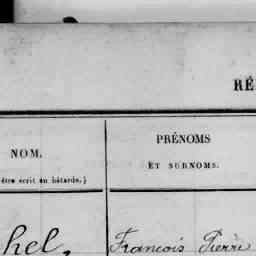 RÉ
NOM.
être écrit en bâtarde.)
PRÉNOMS
ET SURNOMS.
hel, François Pierre